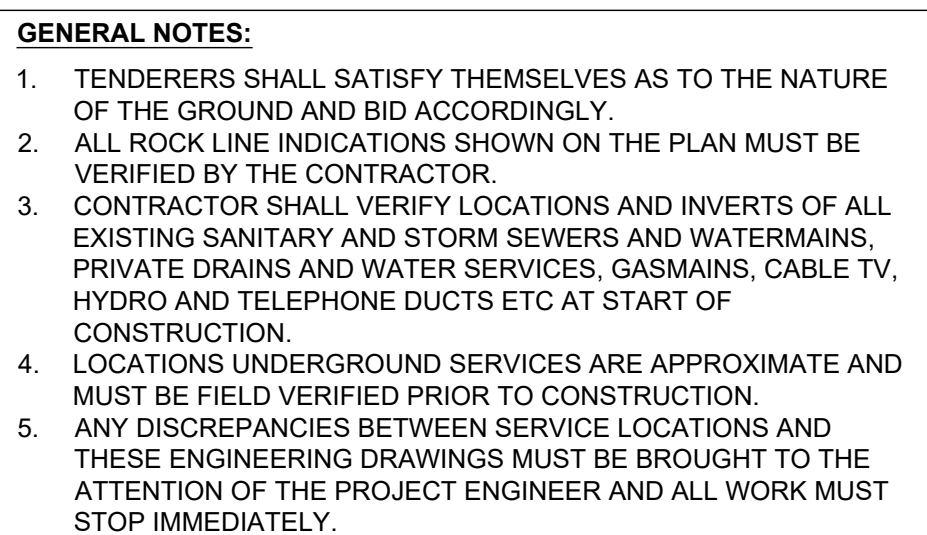 GENERAL NOTES:
1. TENDERERS SHALL SATISFY THEMSELVES AS TO THE NATURE
OF THE GROUND AND BID ACCORDINGLY.
2. ALL ROCK LINE INDICATIONS SHOWN ON THE PLAN MUST BE
VERIFIED BY THE CONTRACTOR.
3. CONTRACTOR SHALL VERIFY LOCATIONS AND INVERTS OF ALL
EXISTING SANITARY AND STORM SEWERS AND WATERMAINS,
PRIVATE DRAINS AND WATER SERVICES, GASMAINS, CABLE TV,
HYDRO AND TELEPHONE DUCTS ETC AT START OF
CONSTRUCTION.
4. LOCATIONS UNDERGROUND SERVICES ARE APPROXIMATE AND
MUST BE FIELD VERIFIED PRIOR TO CONSTRUCTION.
5. ANY DISCREPANCIES BETWEEN SERVICE LOCATIONS AND
THESE ENGINEERING DRAWINGS MUST BE BROUGHT TO THE
ATTENTION OF THE PROJECT ENGINEER AND ALL WORK MUST
STOP IMMEDIATELY.